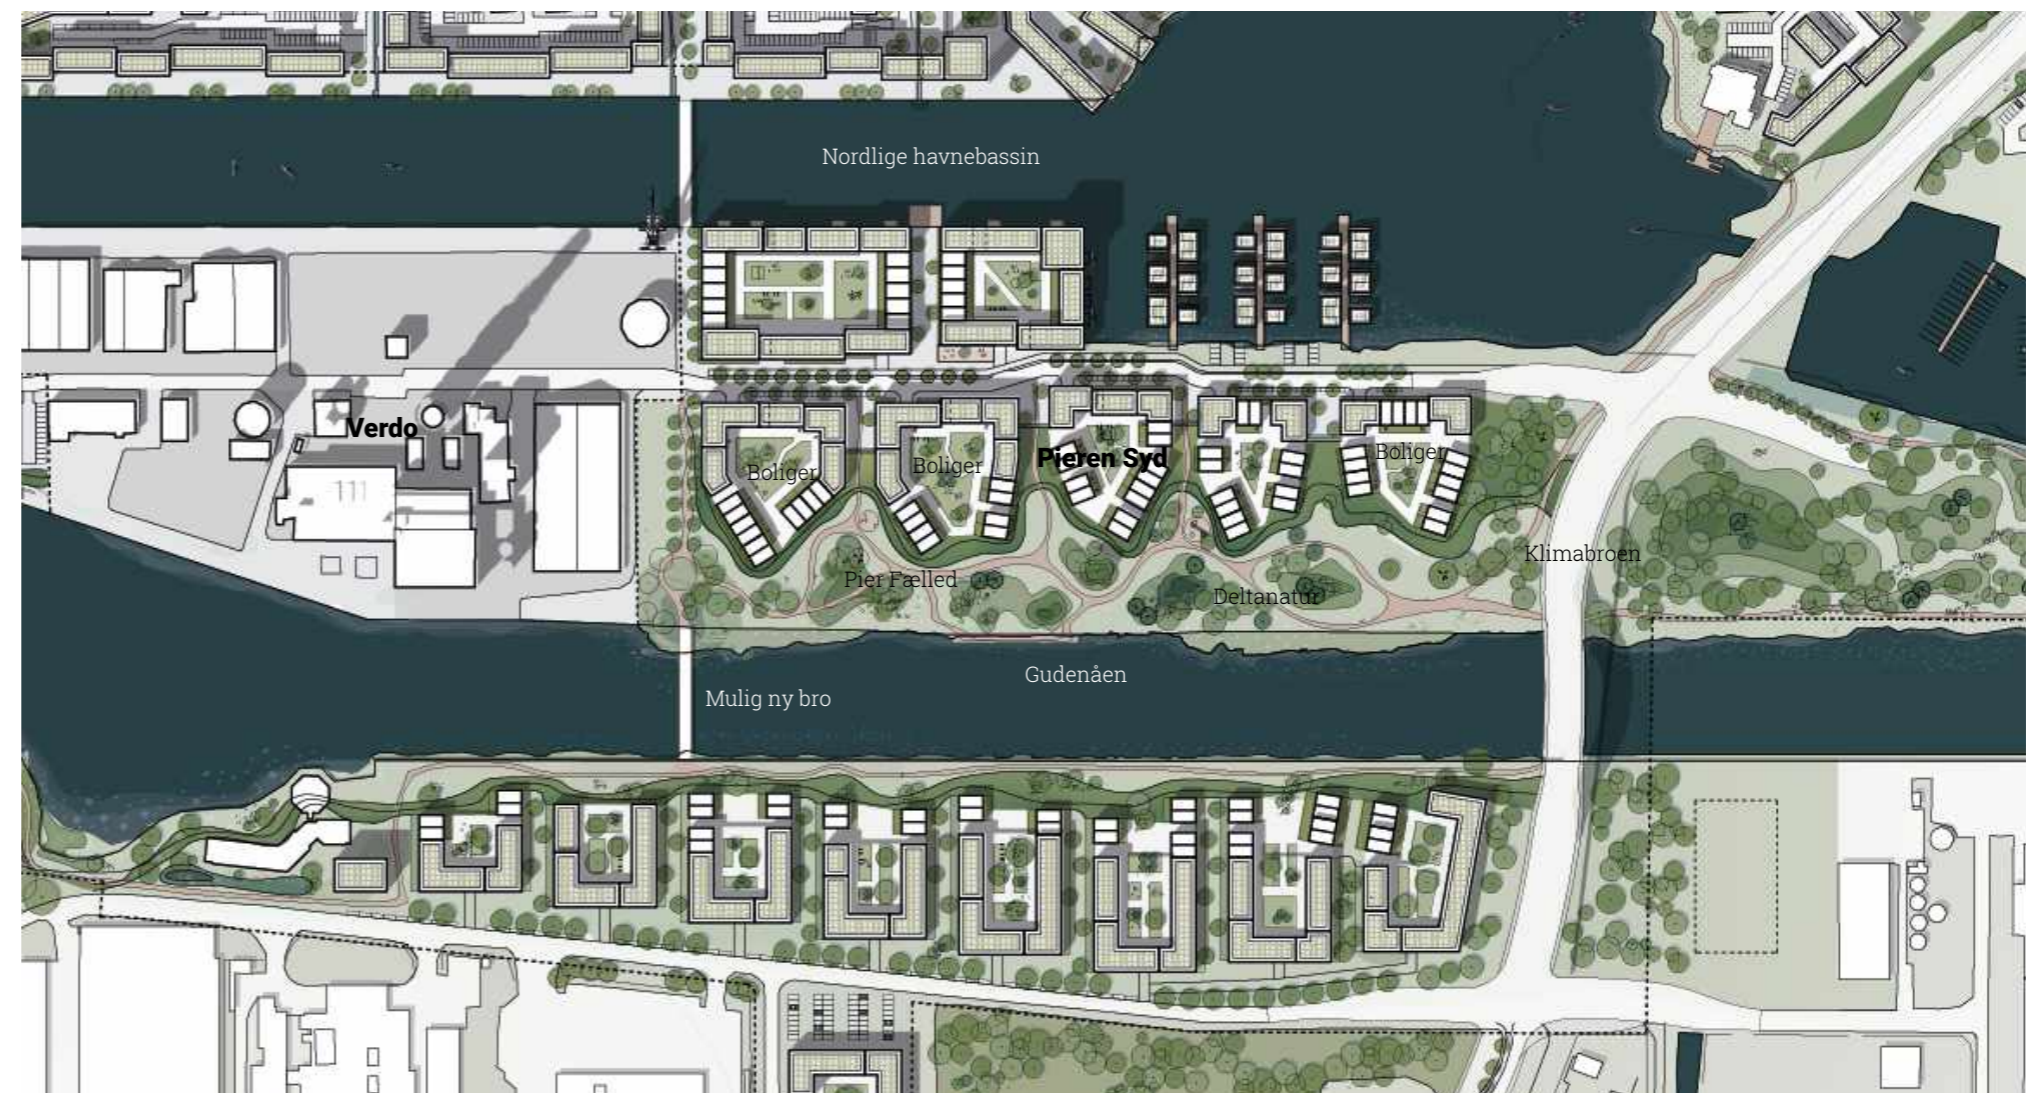 Nordlige havnebassin
Verdo
Boliger
Boliger
Pieren Syd
Boliger
Klimabroen
Pier Fælled
Deltanatur
Gudenåen
Mulig ny bro